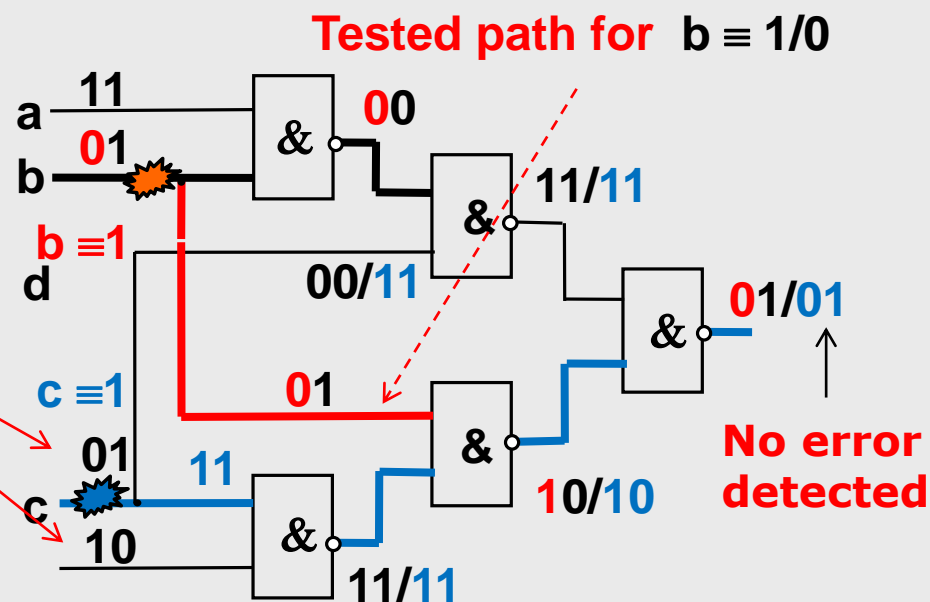 Tested path for b ≡ 1/0
11
a
&
00
01
b
&
11/11
b ≡1
d
00/11
&
01/01
c ≡1
01
01
11
&
No error
detected
c
10/10
10
&
11/11